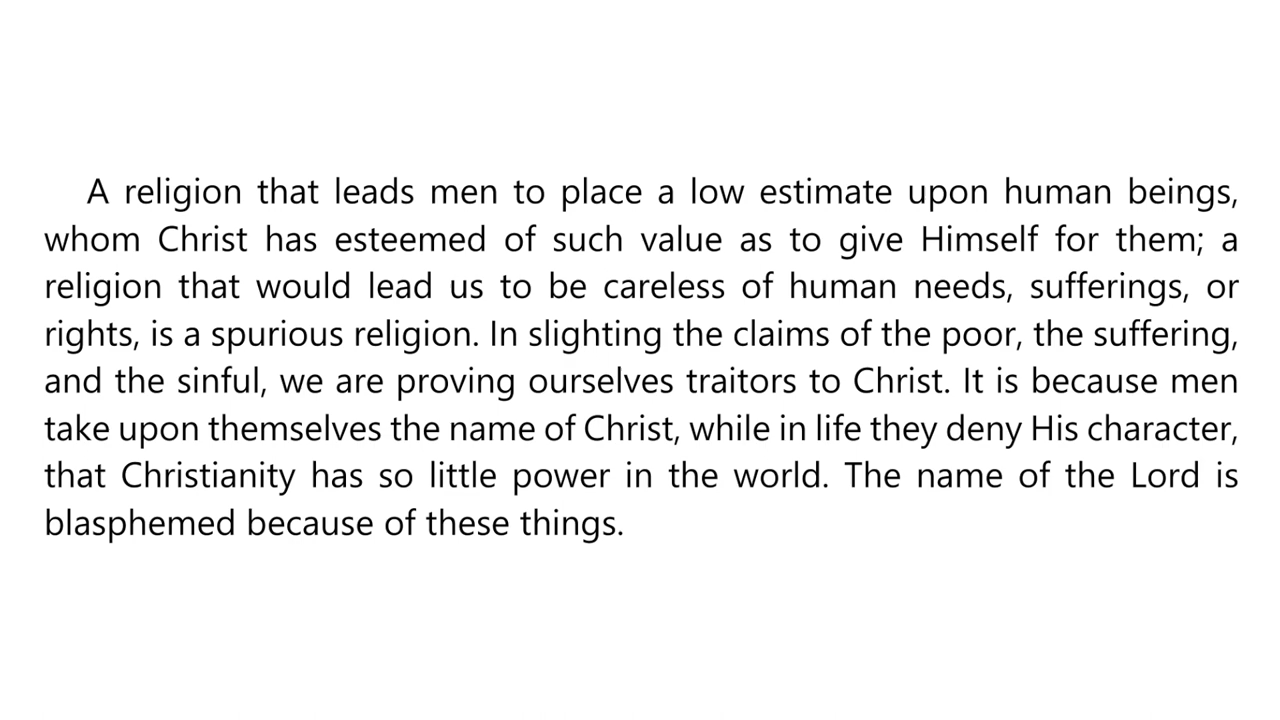 A religion that leads men to place a low estimate upon human beings,
whom Christ has esteemed of such value as to give Himself for them; a
religion that would lead us to be careless of human needs, sufferings, or
rights, is a spurious religion. In slighting the claims of the poor, the suffering,
and the sinful, we are proving ourselves traitors to Christ. It is because men
take upon themselves the name of Christ, while in life they deny His character,
that Christianity has so little power in the world. The name of the Lord is
blasphemed because of these things.